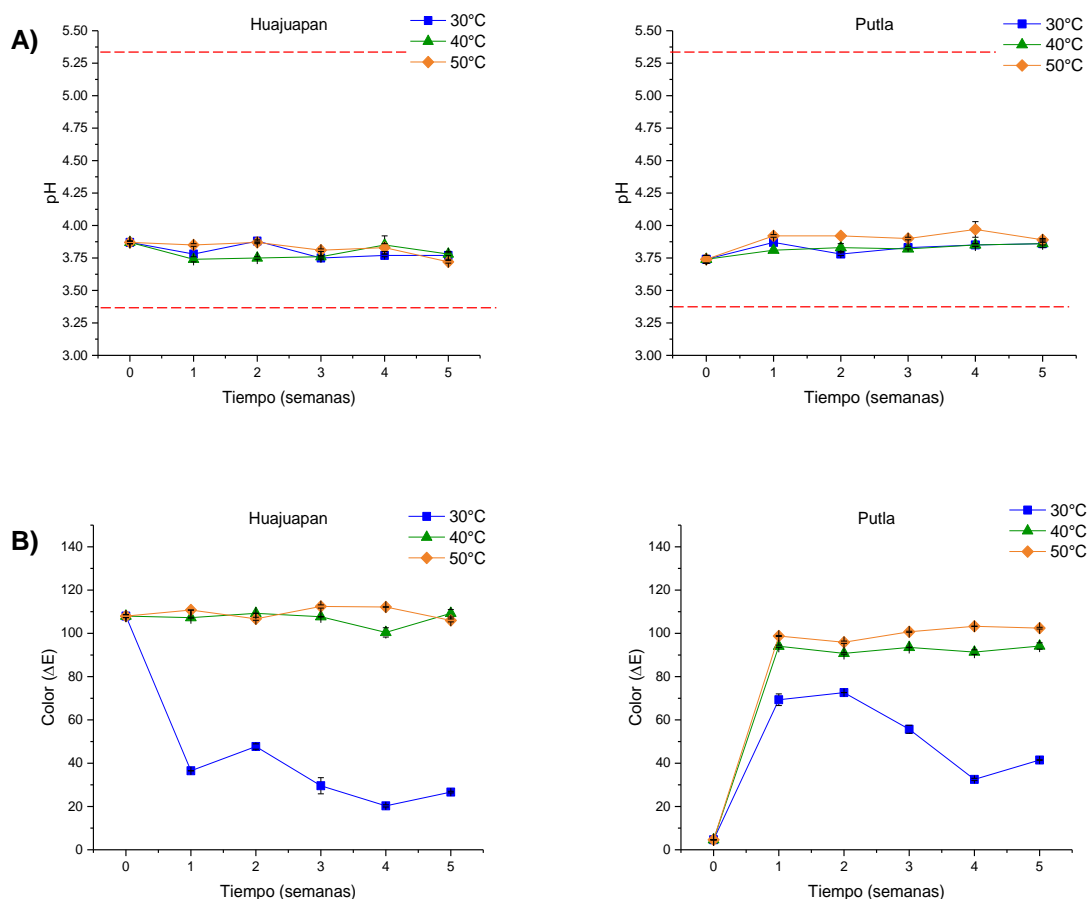 A)
Huajuapan
30°C
40°C
50°C
5.50
5.25
5.00
4.75
4.50
4.25
4.00
3.75
3.50
3.25
3.00
pH
0 1 2 3 4 5
Tiempo (semanas)
Putla
30°C
40°C
50°C
5.50
5.25
5.00
4.75
4.50
4.25
4.00
3.75
3.50
3.25
3.00
pH
0 1 2 3 4 5
Tiempo (semanas)
B)
Huajuapan
30°C
40°C
50°C
140
120
100
80
60
40
20
0
Color (ΔE)
0 1 2 3 4 5
Tiempo (semanas)
Putla
30°C
40°C
50°C
140
120
100
80
60
40
20
0
Color (ΔE)
0 1 2 3 4 5
Tiempo (semanas)